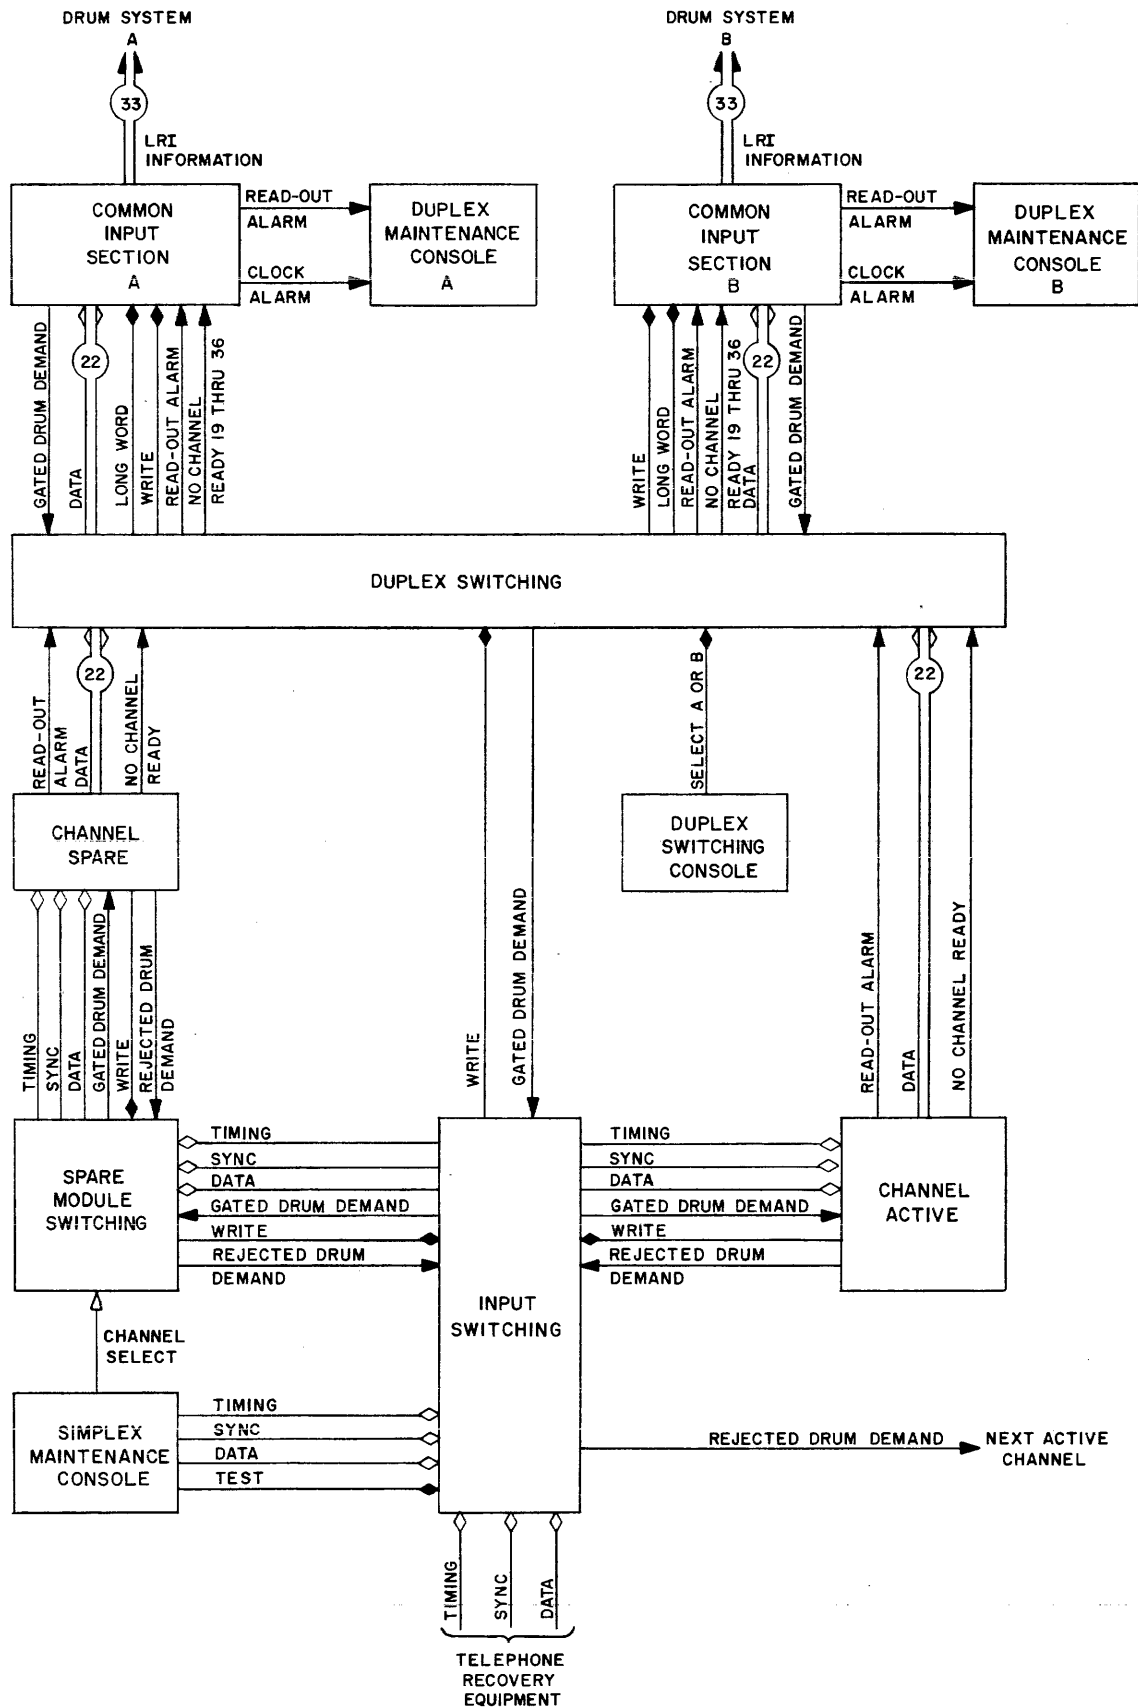 DRUM SYSTEM
A
DRUM SYSTEM
B
33
33
LRI
INFORMATION
LRI
INFORMATION
COMMON
INPUT
SECTION
A
READ-OUT
ALARM
CLOCK
ALARM
DUPLEX
MAINTENANCE
CONSOLE
A
COMMON
INPUT
SECTION
B
READ-OUT
ALARM
CLOCK
ALARM
DUPLEX
MAINTENANCE
CONSOLE
B
GATED DRUM DEMAND
22
DATA
LONG WORD
WRITE
READ-OUT ALARM
NO CHANNEL
READY 19 THRU 36
WRITE
LONG WORD
READ-OUT ALARM
NO CHANNEL
READY 19 THRU 36
DATA
22
GATED DRUM DEMAND
DUPLEX SWITCHING
READ-OUT
ALARM
22
DATA
NO CHANNEL
READY
SELECT A OR B
22
CHANNEL
SPARE
DUPLEX
SWITCHING
CONSOLE
TIMING
SYNC
DATA
GATED DRUM DEMAND
WRITE
REJECTED DRUM
DEMAND
WRITE
GATED DRUM DEMAND
READ-OUT ALARM
DATA
NO CHANNEL READY
SPARE
MODULE
SWITCHING
TIMING
SYNC
DATA
GATED DRUM DEMAND
WRITE
REJECTED DRUM
DEMAND
INPUT
SWITCHING
TIMING
SYNC
DATA
GATED DRUM DEMAND
WRITE
REJECTED DRUM
DEMAND
CHANNEL
ACTIVE
CHANNEL
SELECT
SIMPLEX
MAINTENANCE
CONSOLE
TIMING
SYNC
DATA
TEST
REJECTED DRUM DEMAND
NEXT ACTIVE
CHANNEL
TIMING
SYNC
DATA
TELEPHONE
RECOVERY
EQUIPMENT